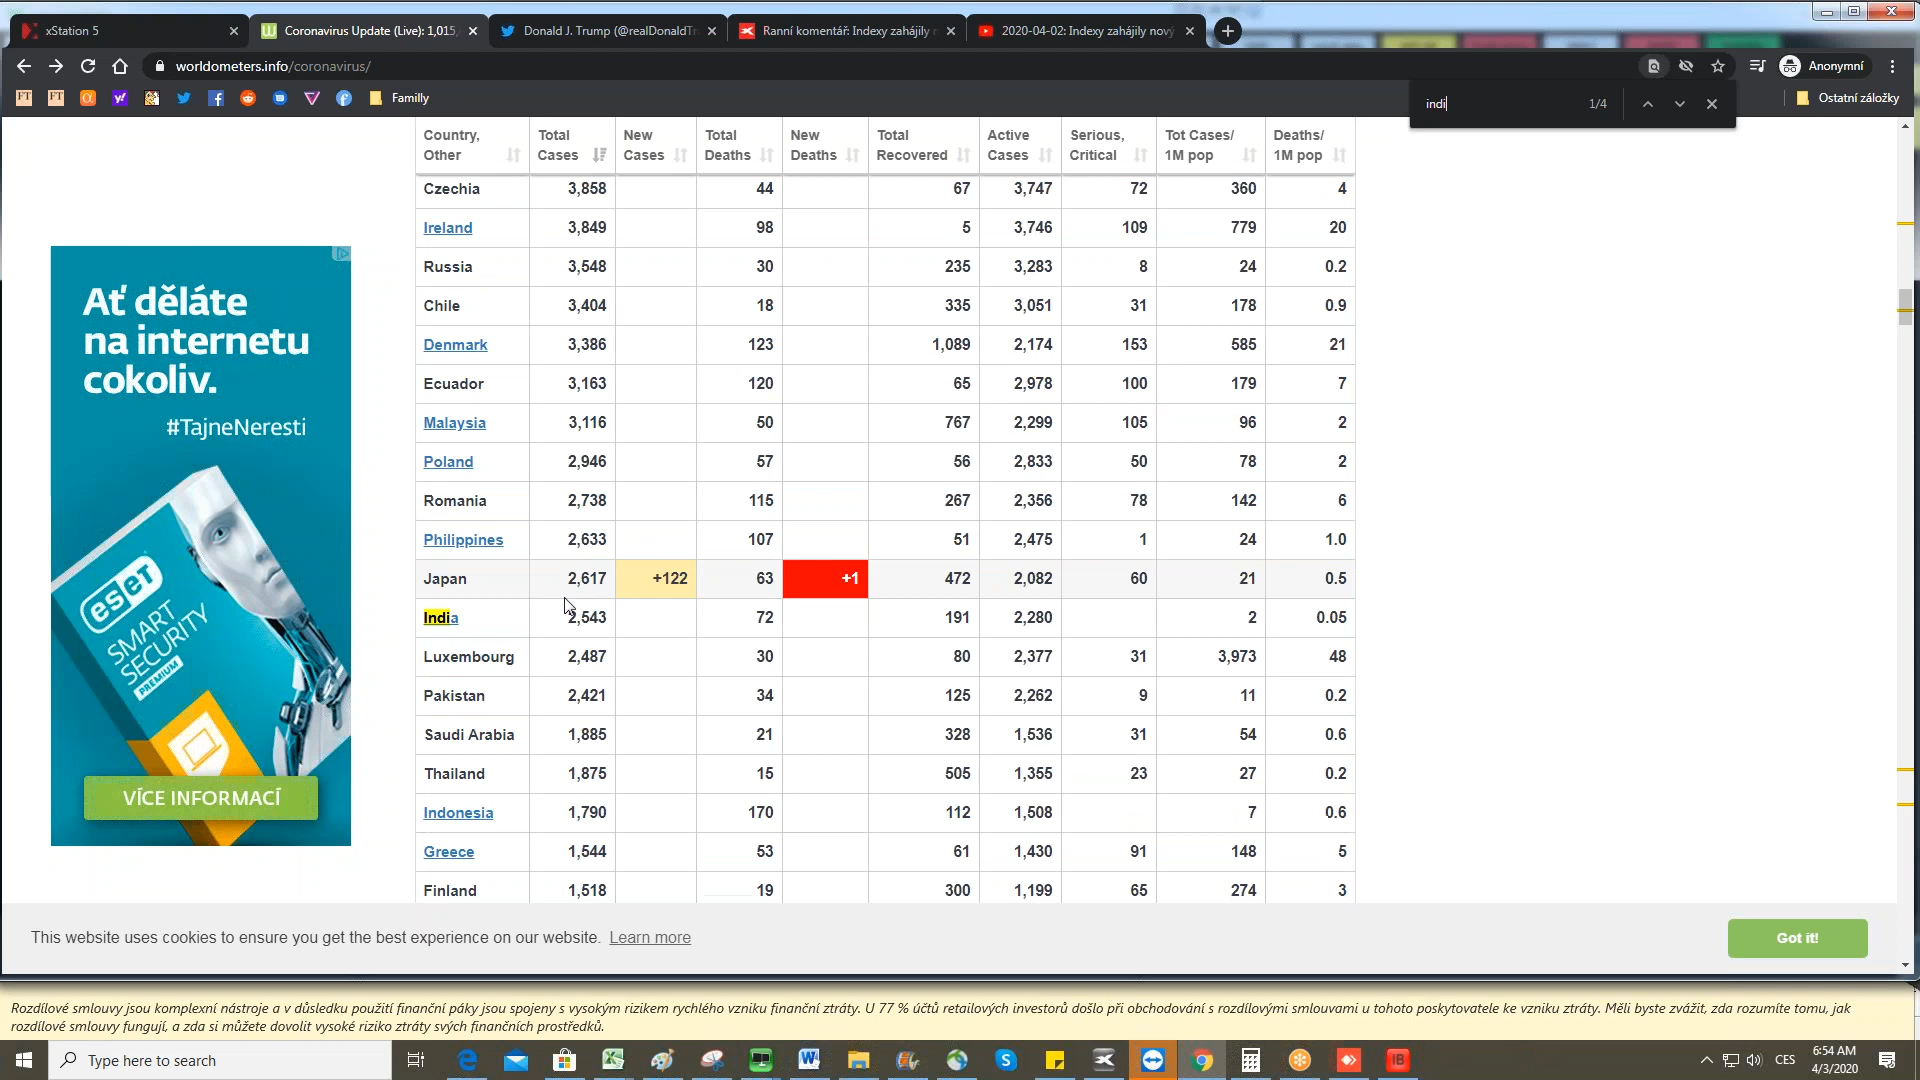 xStation 5
Coronavirus Update (Live): 1,015,
Donald J. Trump (@realDonaldTr
Ranní komentář: Indexy zahájily n
2020-04-02: Indexy zahájily nový
worldometers.info/coronavirus/
Anonymní
Familly
indi
1/4
Ostatní záložky
Country, Other Total Cases New Cases Total Deaths New Deaths Total Recovered Active Cases Serious, Critical Tot Cases/ 1M pop Deaths/ 1M pop
Czechia 3,858 44 67 3,747 72 360 4
Ireland 3,849 98 5 3,746 109 779 20
Russia 3,548 30 235 3,283 8 24 0.2
Chile 3,404 18 335 3,051 31 178 0.9
Denmark 3,386 123 1,089 2,174 153 585 21
Ecuador 3,163 120 65 2,978 100 179 7
Malaysia 3,116 50 767 2,299 105 96 2
Poland 2,946 57 56 2,833 50 78 2
Romania 2,738 115 267 2,356 78 142 6
Philippines 2,633 107 51 2,475 1 24 1.0
Japan 2,617 +122 63 +1 472 2,082 60 21 0.5
India 2,543 72 191 2,280 2 0.05
Luxembourg 2,487 30 80 2,377 31 3,973 48
Pakistan 2,421 34 125 2,262 9 11 0.2
Saudi Arabia 1,885 21 328 1,536 31 54 0.6
Thailand 1,875 15 505 1,355 23 27 0.2
Indonesia 1,790 170 112 1,508 7 0.6
Greece 1,544 53 61 1,430 91 148 5
Finland 1,518 19 300 1,199 65 274 3
Ať děláte
na internetu
cokoliv.
#TajneNeresti
eseT
SMART
SECURITY
PREMIUM
VÍCE INFORMACÍ
This website uses cookies to ensure you get the best experience on our website. Learn more
Got it!
Rozdílové smlouvy jsou komplexní nástroje a v důsledku použití finanční páky jsou spojeny s vysokým rizikem rychlého vzniku finanční ztráty. U 77 % účtů retailových investorů došlo při obchodování s rozdílovými smlouvami u tohoto poskytovatele ke vzniku ztráty. Měli byste zvážit, zda rozumíte tomu, jak
rozdílové smlouvy fungují, a zda si můžete dovolit vysoké riziko ztráty svých finančních prostředků.
Type here to search
CES
6:54 AM
4/3/2020